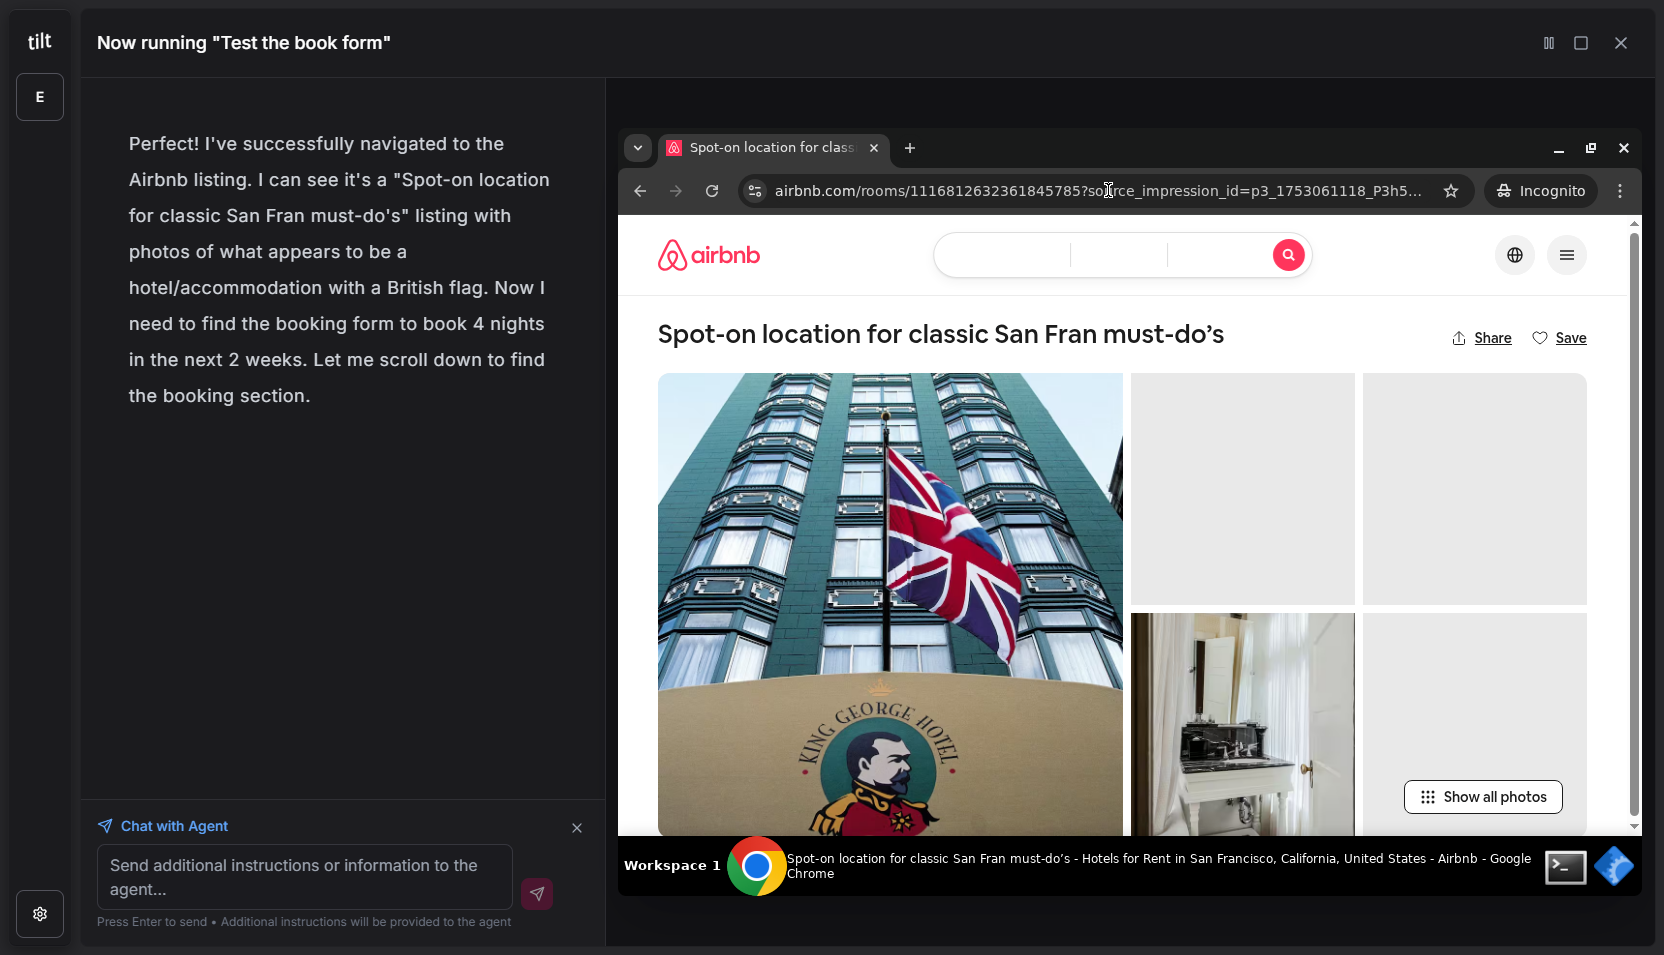 tilt
Now running "Test the book form"
E
Perfect! I've successfully navigated to the
Airbnb listing. I can see it's a "Spot-on location
for classic San Fran must-do's" listing with
photos of what appears to be a
hotel/accommodation with a British flag. Now I
need to find the booking form to book 4 nights
in the next 2 weeks. Let me scroll down to find
the booking section.
Chat with Agent
Send additional instructions or information to the
agent...
Press Enter to send • Additional instructions will be provided to the agent
Spot-on location for class
airbnb.com/rooms/1116812632361845785?source_impression_id=p3_1753061118_P3h5...
Incognito
airbnb
Spot-on location for classic San Fran must-do’s
Share
Save
KING GEORGE HOTEL
Show all photos
Workspace 1
Spot-on location for classic San Fran must-do’s - Hotels for Rent in San Francisco, California, United States - Airbnb - Google
Chrome